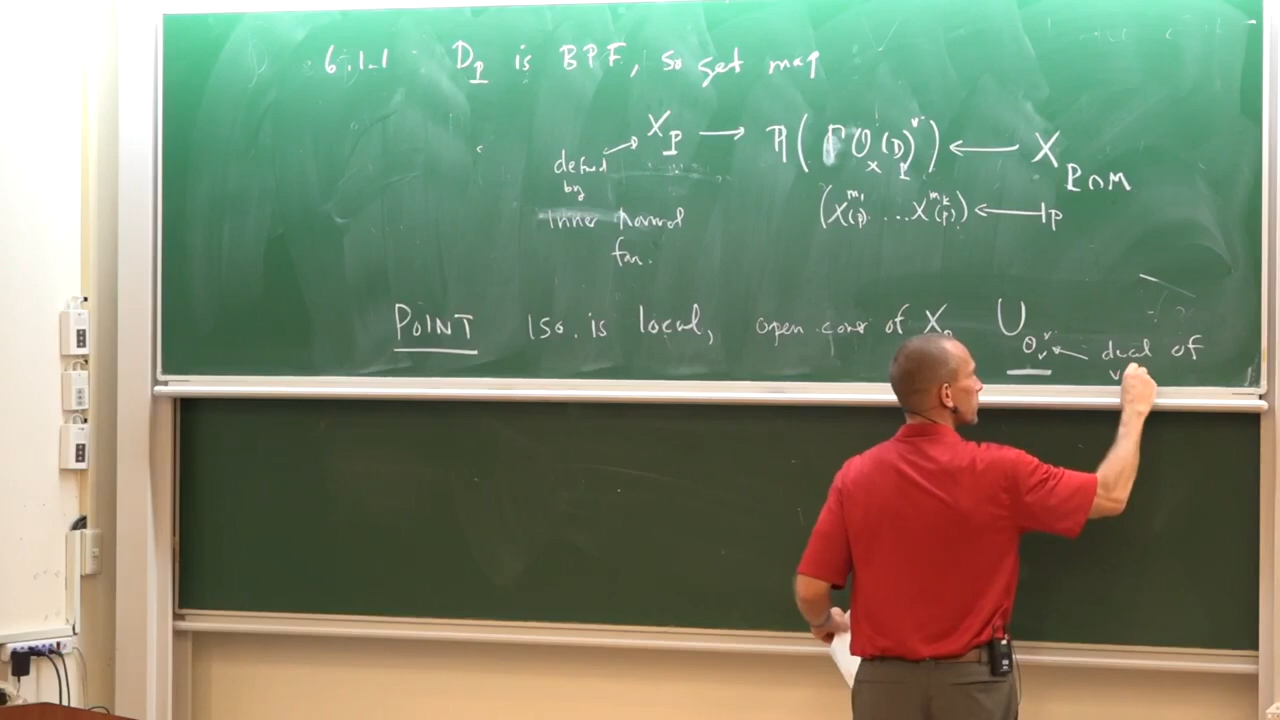 6.1.1 D_P is BPF, so get map
X_P → ℙ(Γ O_X(D_P)^∨) ← X_{P∩M}
defined by inner normal fan.
(X^{m_1}(p) ... X^{m_k}(p)) ↤ p
POINT Iso. is local, open cover of X_P U_{σ_v^∨} ← dual of
v